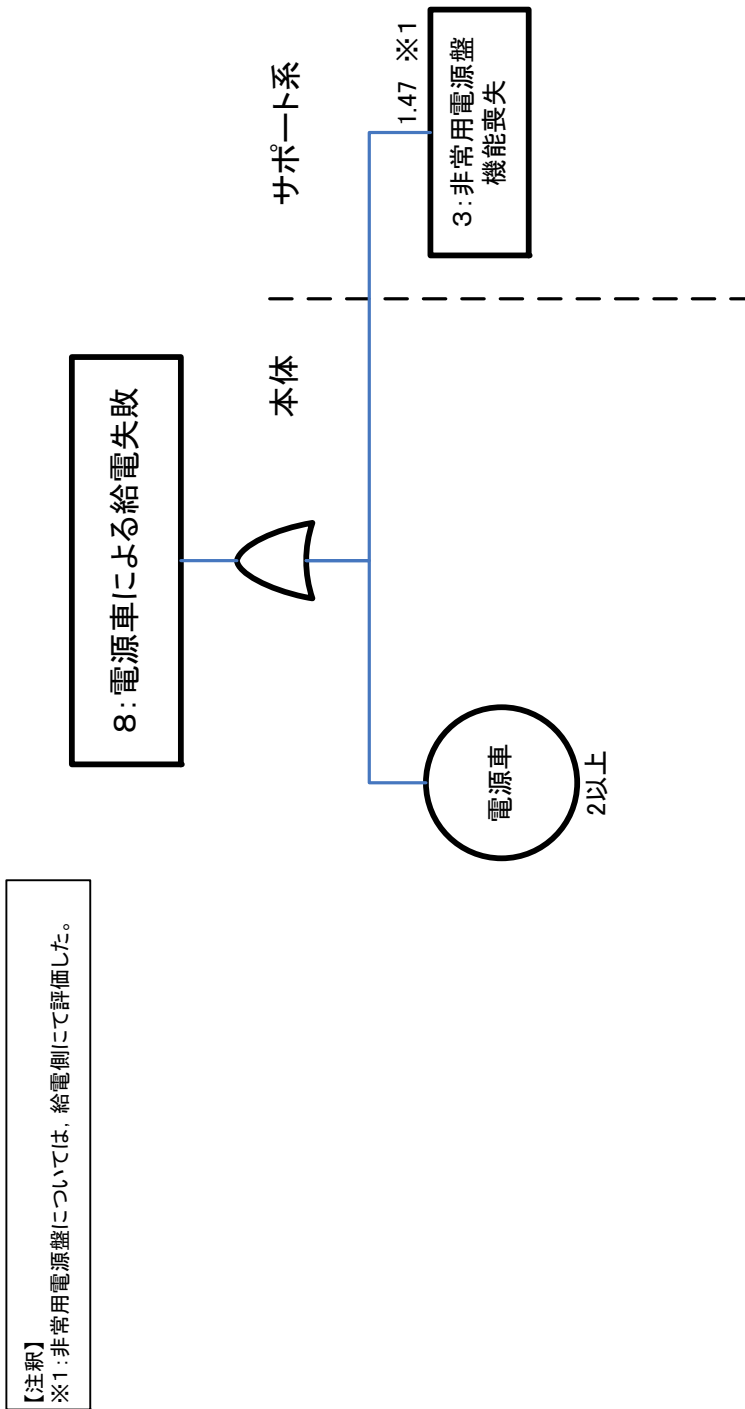 【注釈】
※1：非常用電源盤については，給電側にて評価した。
8：電源車による給電失敗
本体
サポート系
電源車
2以上
1.47 ※1
3：非常用電源盤
機能喪失